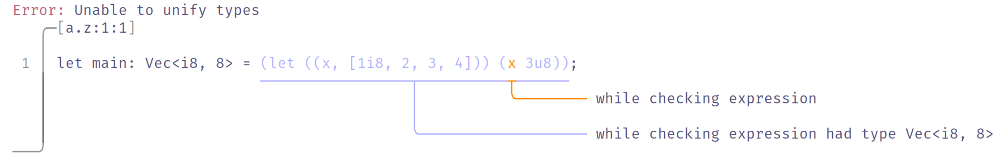 Error: Unable to unify types
[a.z:1:1]
1 let main: Vec<i8, 8> = (let ((x, [1i8, 2, 3, 4])) (x 3u8));
while checking expression
while checking expression had type Vec<i8, 8>